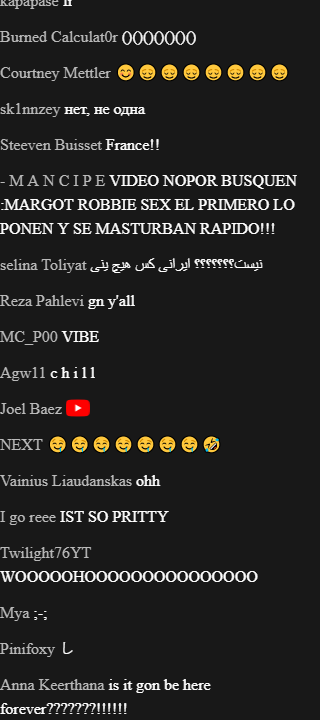 kapapase lr
Burned Calculat0r ()()()()()()()
Courtney Mettler 😊😌😌😌😌😌😌😌
sk1nnzey нет, не одна
Steeven Buisset France!!
- M A N C I P E VIDEO NOPOR BUSQUEN
:MARGOT ROBBIE SEX EL PRIMERO LO
PONEN Y SE MASTURBAN RAPIDO!!!
selina Toliyat ایرانی کس هیچ ینی ؟؟؟؟؟؟؟نیست
Reza Pahlevi gn y'all
MC_P00 VIBE
Agw11 c h i l l
Joel Baez
NEXT 😋😋😋😋😋😋😋🤣
Vainius Liaudanskas ohh
I go reee IST SO PRITTY
Twilight76YT
WOOOOOHOOOOOOOOOOOOOOO
Mya ;-;
Pinifoxy し
Anna Keerthana is it gon be here
forever???????!!!!!!